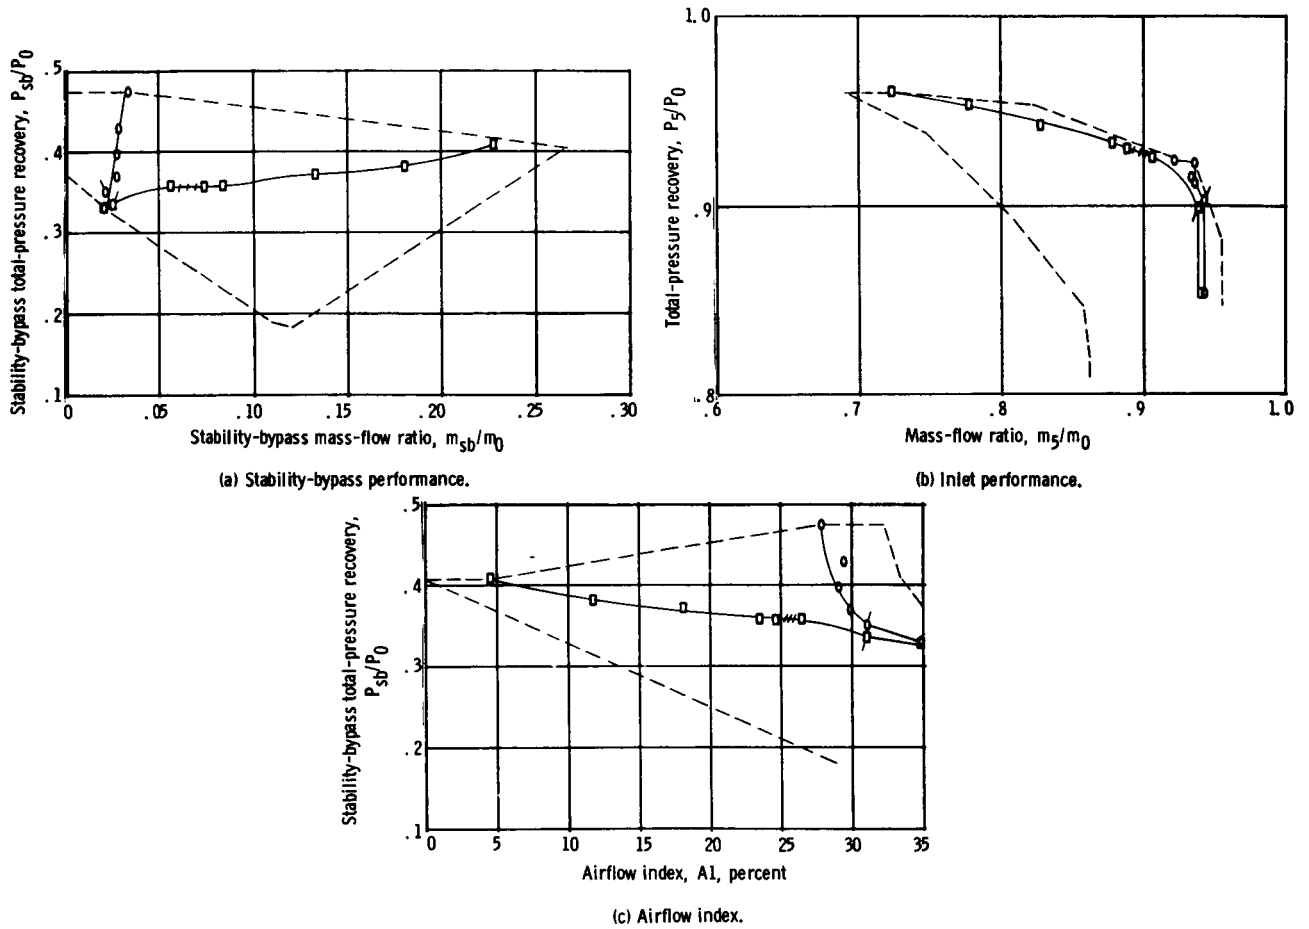 Stability-bypass total-pressure recovery, P_sb/P_0
.5
.4
.3
.2
.1
0 .05 .10 .15 .20 .25 .30
Stability-bypass mass-flow ratio, m_sb/m_0
(a) Stability-bypass performance.
Total-pressure recovery, P_5/P_0
1.0
.9
.8
.6 .7 .8 .9 1.0
Mass-flow ratio, m_5/m_0
(b) Inlet performance.
Stability-bypass total-pressure recovery,
P_sb/P_0
.5
.4
.3
.2
.1
0 5 10 15 20 25 30 35
Airflow index, A1, percent
(c) Airflow index.